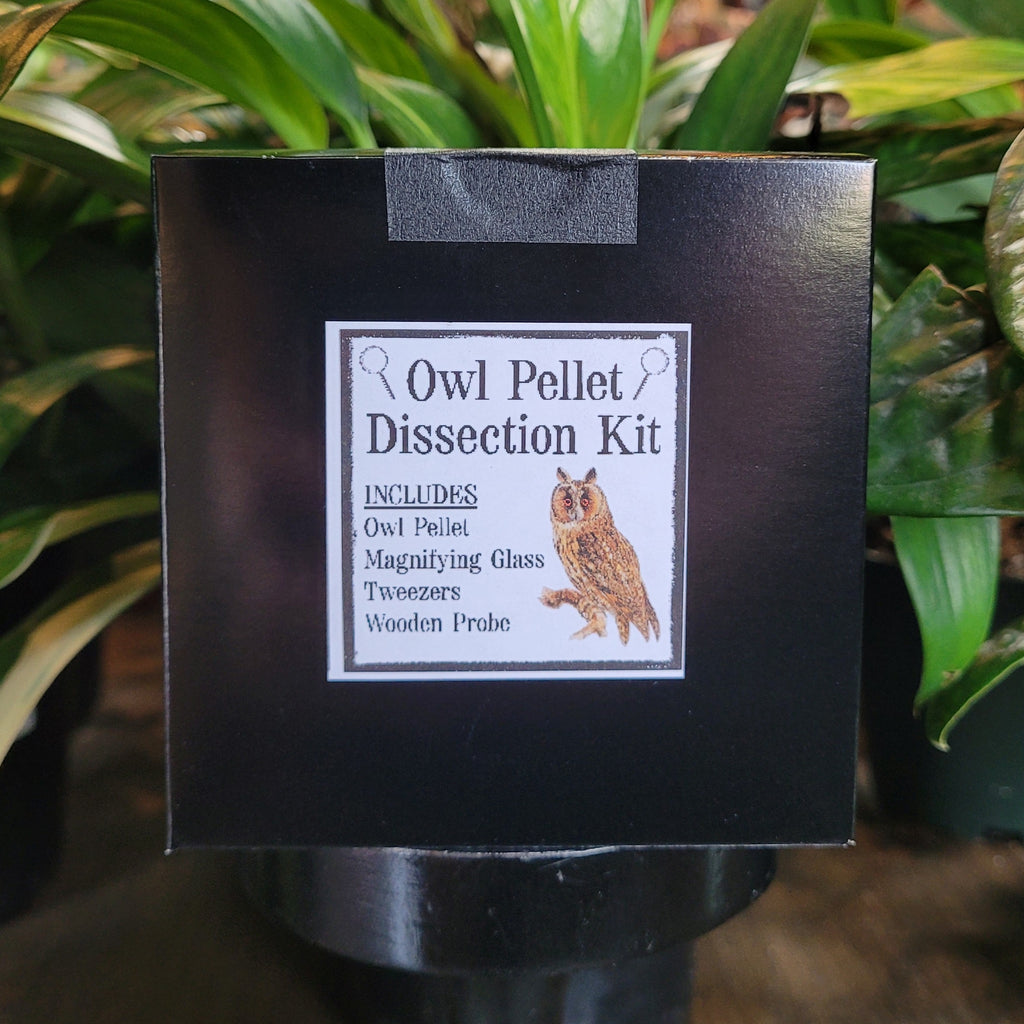 Owl Pellet
Dissection Kit
INCLUDES
Owl Pellet
Magnifying Glass
Tweezers
Wooden Probe